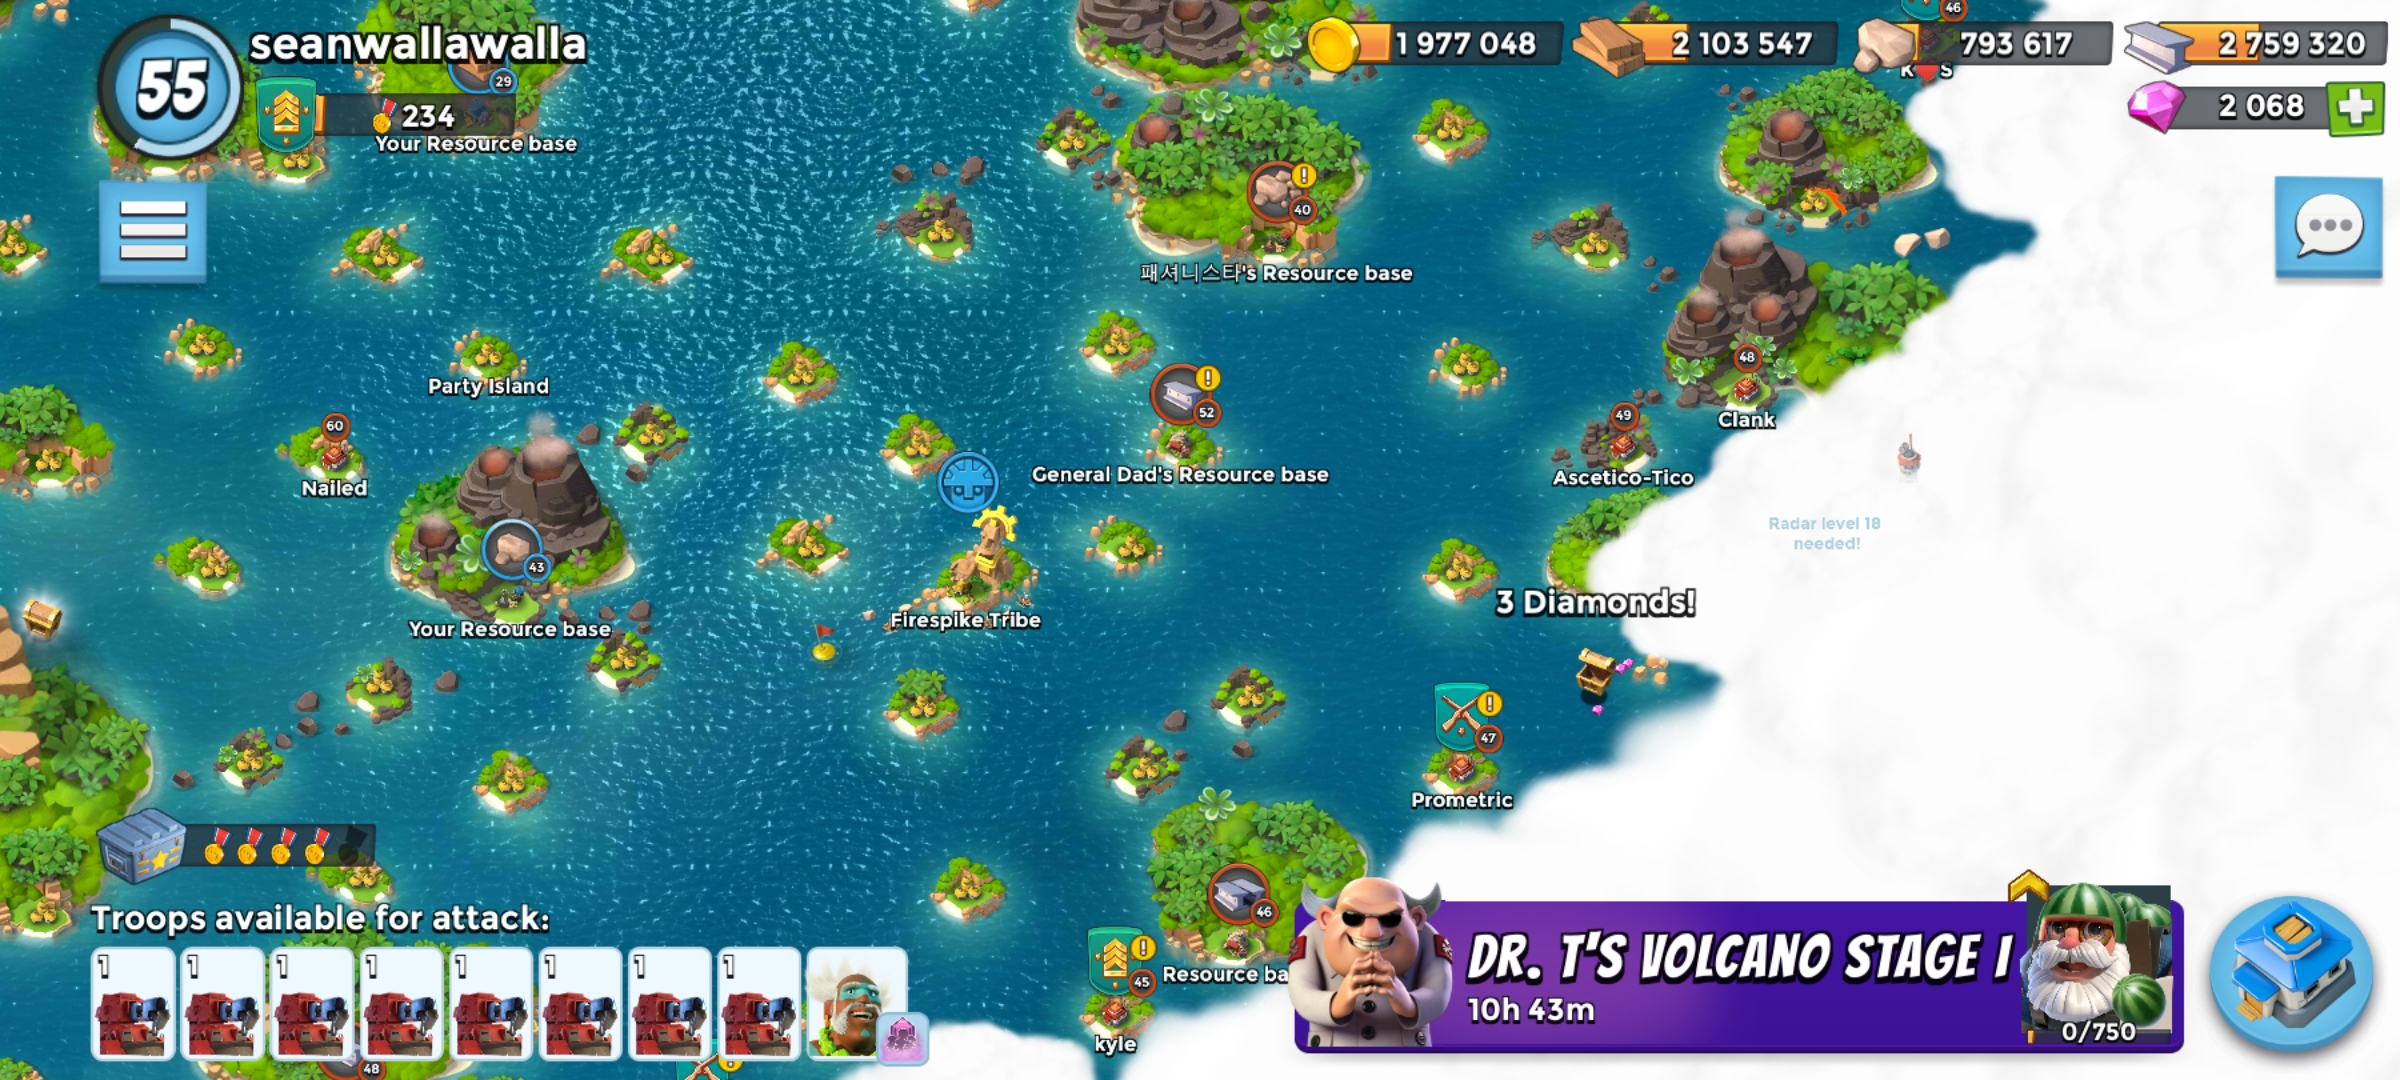 55
seanwallawalla
234
1 977 048
2 103 547
793 617
2 759 320
2 068
K S
46
29
Your Resource base
40
패셔니스타's Resource base
Party Island
60
Nailed
52
General Dad's Resource base
48
Clank
49
Ascetico-Tico
Radar level 18
needed!
43
Your Resource base
Firespike Tribe
3 Diamonds!
47
Prometric
46
Resource ba
45
kyle
Troops available for attack:
1
1
1
1
1
1
1
1
48
DR. T'S VOLCANO STAGE I
10h 43m
0/750